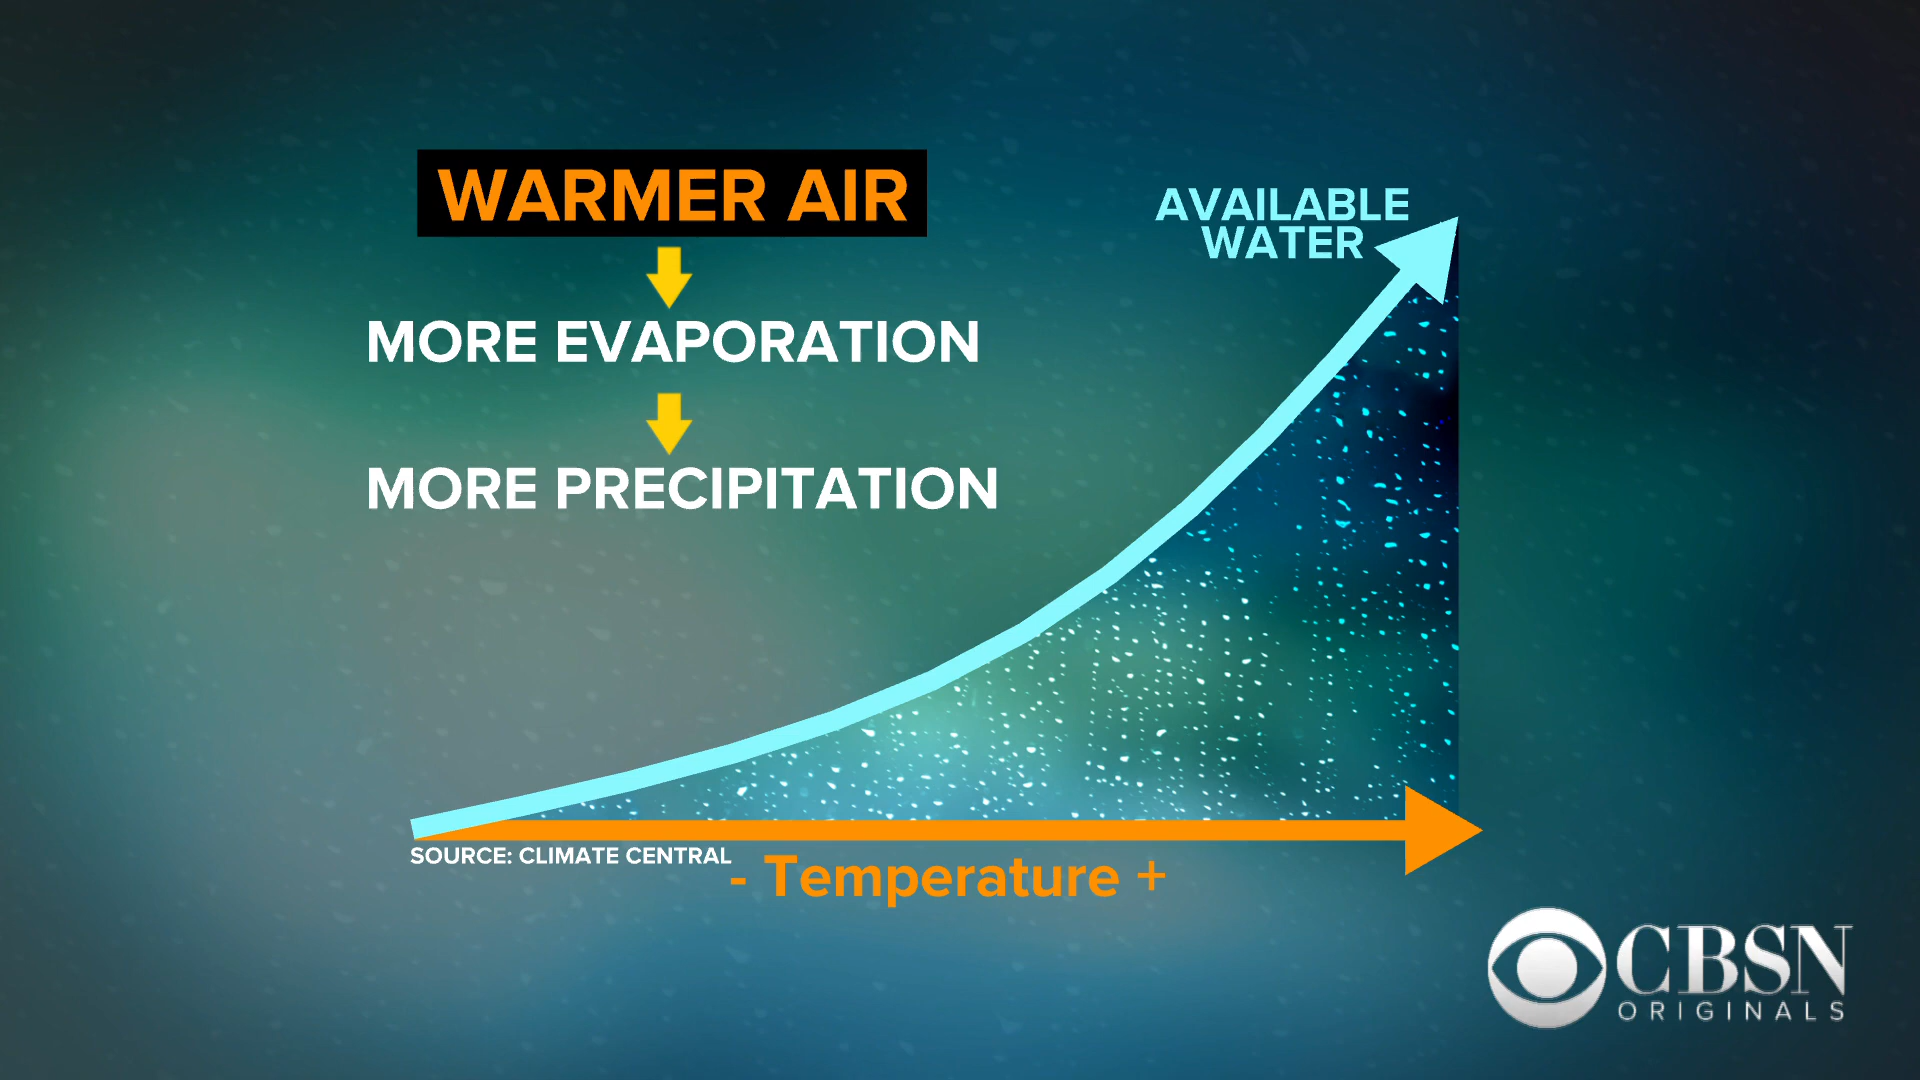 WARMER AIR
MORE EVAPORATION
MORE PRECIPITATION
AVAILABLE
WATER
SOURCE: CLIMATE CENTRAL
- Temperature +
CBSN
ORIGINALS